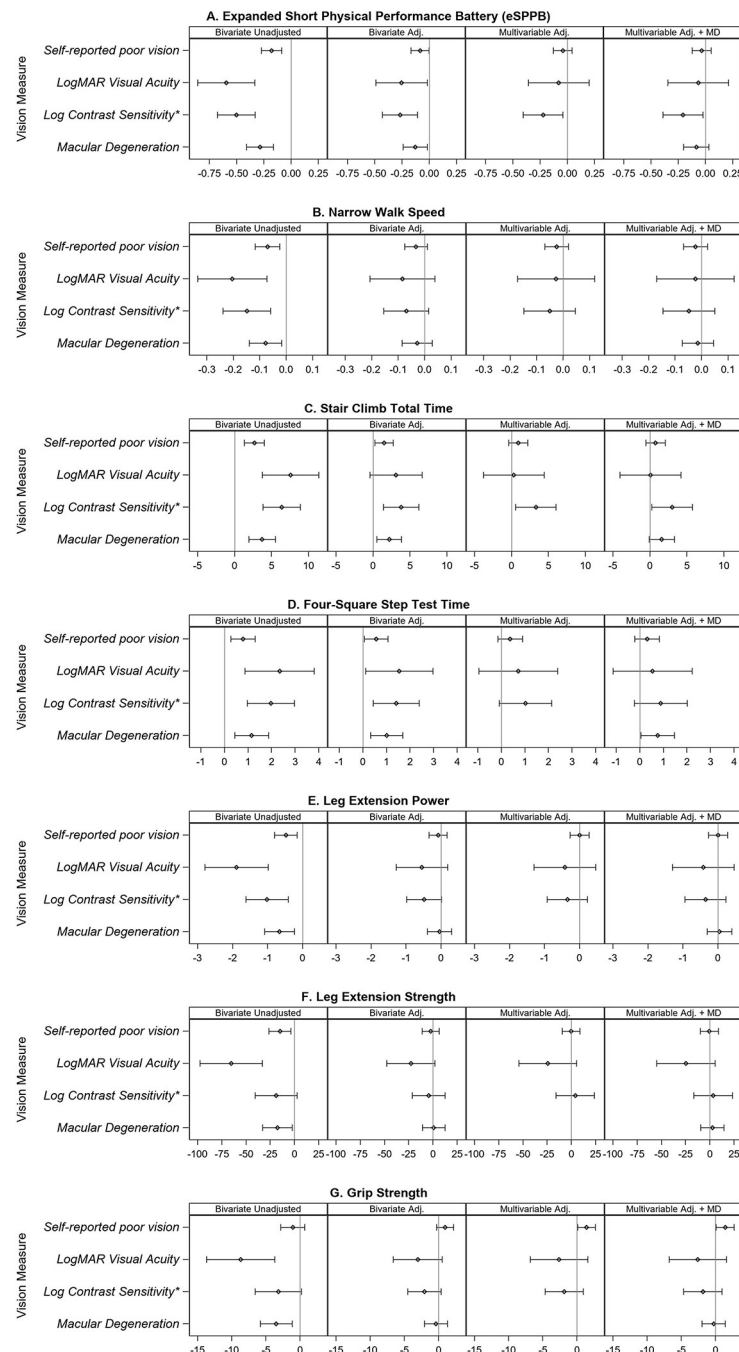 A. Expanded Short Physical Performance Battery (eSPPB)
Bivariate Unadjusted Bivariate Adj. Multivariable Adj. Multivariable Adj. + MD
Vision Measure
Self-reported poor vision
LogMAR Visual Acuity
Log Contrast Sensitivity*
Macular Degeneration
-0.75 -0.50 -0.25 0.00 0.25 -0.75 -0.50 -0.25 0.00 0.25 -0.75 -0.50 -0.25 0.00 0.25 -0.75 -0.50 -0.25 0.00 0.25
B. Narrow Walk Speed
Bivariate Unadjusted Bivariate Adj. Multivariable Adj. Multivariable Adj. + MD
Vision Measure
Self-reported poor vision
LogMAR Visual Acuity
Log Contrast Sensitivity*
Macular Degeneration
-0.3 -0.2 -0.1 0.0 0.1 -0.3 -0.2 -0.1 0.0 0.1 -0.3 -0.2 -0.1 0.0 0.1 -0.3 -0.2 -0.1 0.0 0.1
C. Stair Climb Total Time
Bivariate Unadjusted Bivariate Adj. Multivariable Adj. Multivariable Adj. + MD
Vision Measure
Self-reported poor vision
LogMAR Visual Acuity
Log Contrast Sensitivity*
Macular Degeneration
-5 0 5 10 -5 0 5 10 -5 0 5 10 -5 0 5 10
D. Four-Square Step Test Time
Bivariate Unadjusted Bivariate Adj. Multivariable Adj. Multivariable Adj. + MD
Vision Measure
Self-reported poor vision
LogMAR Visual Acuity
Log Contrast Sensitivity*
Macular Degeneration
-1 0 1 2 3 4 -1 0 1 2 3 4 -1 0 1 2 3 4 -1 0 1 2 3 4
E. Leg Extension Power
Bivariate Unadjusted Bivariate Adj. Multivariable Adj. Multivariable Adj. + MD
Vision Measure
Self-reported poor vision
LogMAR Visual Acuity
Log Contrast Sensitivity*
Macular Degeneration
-3 -2 -1 0 -3 -2 -1 0 -3 -2 -1 0 -3 -2 -1 0
F. Leg Extension Strength
Bivariate Unadjusted Bivariate Adj. Multivariable Adj. Multivariable Adj. + MD
Vision Measure
Self-reported poor vision
LogMAR Visual Acuity
Log Contrast Sensitivity*
Macular Degeneration
-100 -75 -50 -25 0 25 -100 -75 -50 -25 0 25 -100 -75 -50 -25 0 25 -100 -75 -50 -25 0 25
G. Grip Strength
Bivariate Unadjusted Bivariate Adj. Multivariable Adj. Multivariable Adj. + MD
Vision Measure
Self-reported poor vision
LogMAR Visual Acuity
Log Contrast Sensitivity*
Macular Degeneration
-15 -10 -5 0 -15 -10 -5 0 -15 -10 -5 0 -15 -10 -5 0